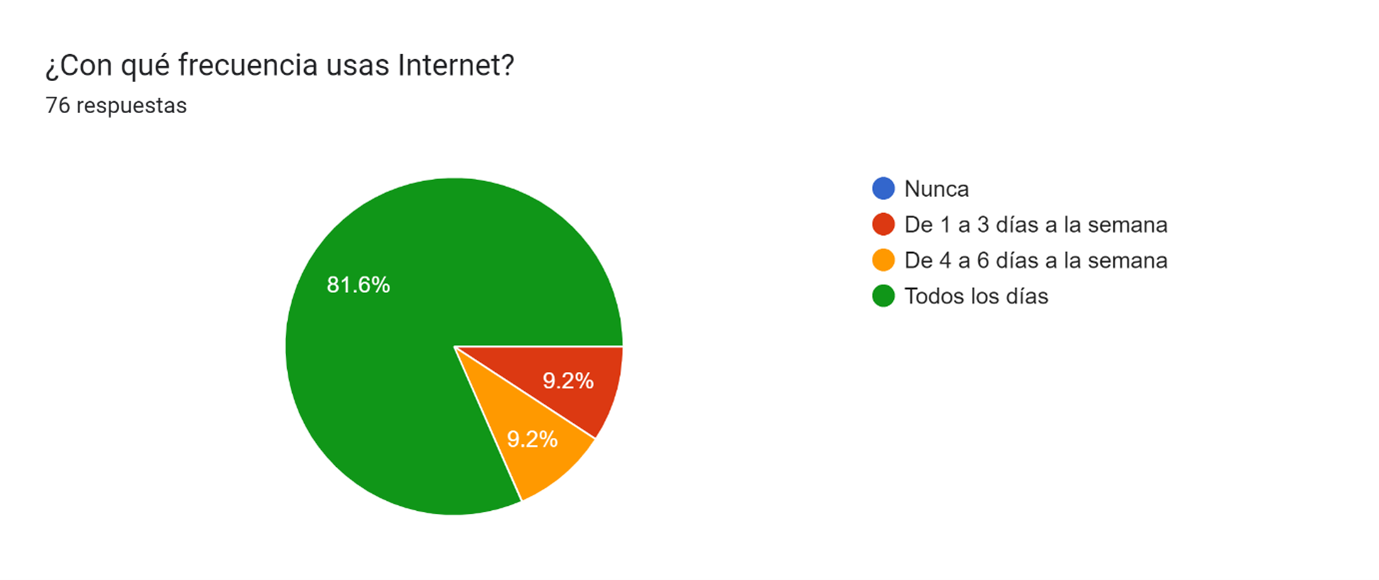 ¿Con qué frecuencia usas Internet?
76 respuestas
81.6%
9.2%
9.2%
Nunca
De 1 a 3 días a la semana
De 4 a 6 días a la semana
Todos los días